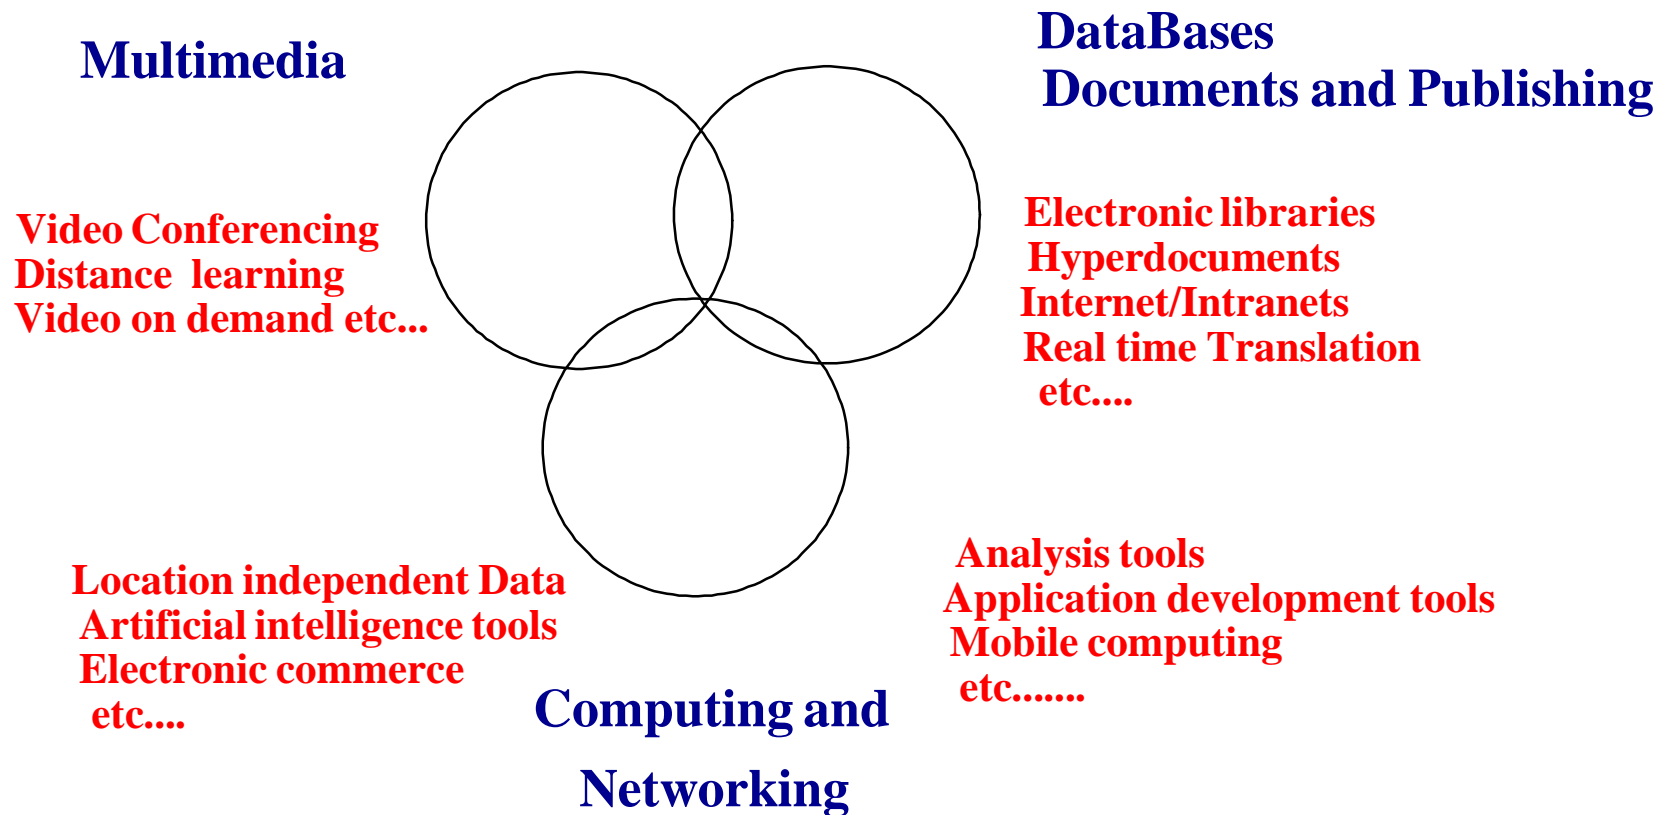 Multimedia
DataBases
Documents and Publishing
Video Conferencing
Distance learning
Video on demand etc...
Electronic libraries
Hyperdocuments
Internet/Intranets
Real time Translation
etc....
Location independent Data
Artificial intelligence tools
Electronic commerce
etc....
Analysis tools
Application development tools
Mobile computing
etc.......
Computing and
Networking